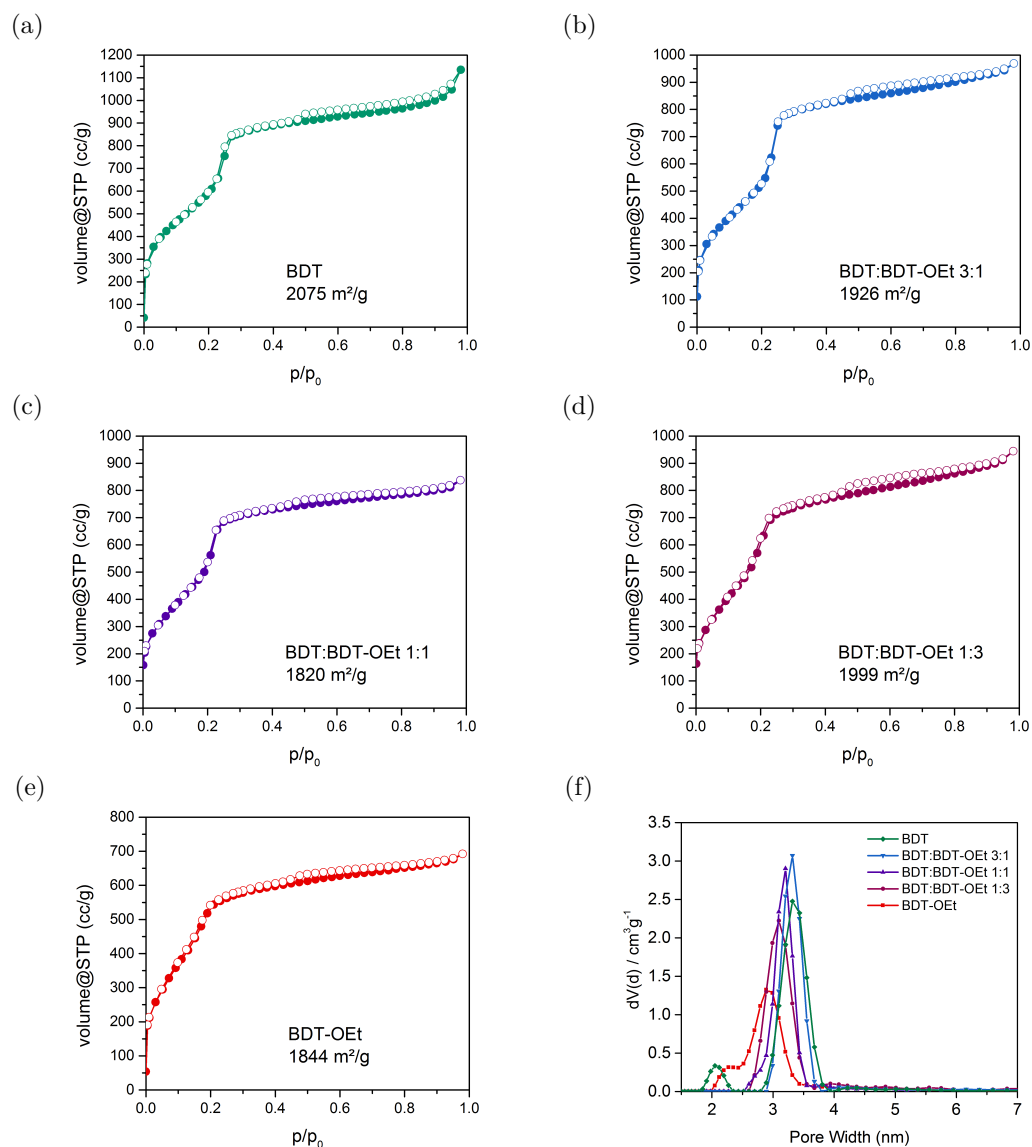 (a)
1200
1100
1000
900
800
700
600
500
400
300
200
100
0
volume@STP (cc/g)
BDT
2075 m²/g
0.0 0.2 0.4 0.6 0.8 1.0
p/p₀
(b)
1000
900
800
700
600
500
400
300
200
100
0
volume@STP (cc/g)
BDT:BDT-OEt 3:1
1926 m²/g
0.0 0.2 0.4 0.6 0.8 1.0
p/p₀
(c)
1000
900
800
700
600
500
400
300
200
100
0
volume@STP (cc/g)
BDT:BDT-OEt 1:1
1820 m²/g
0.0 0.2 0.4 0.6 0.8 1.0
p/p₀
(d)
1000
900
800
700
600
500
400
300
200
100
0
volume@STP (cc/g)
BDT:BDT-OEt 1:3
1999 m²/g
0.0 0.2 0.4 0.6 0.8 1.0
p/p₀
(e)
800
700
600
500
400
300
200
100
0
volume@STP (cc/g)
BDT-OEt
1844 m²/g
0.0 0.2 0.4 0.6 0.8 1.0
p/p₀
(f)
3.5
3.0
2.5
2.0
1.5
1.0
0.5
0.0
dV(d) / cm³g⁻¹
BDT
BDT:BDT-OEt 3:1
BDT:BDT-OEt 1:1
BDT:BDT-OEt 1:3
BDT-OEt
2 3 4 5 6 7
Pore Width (nm)